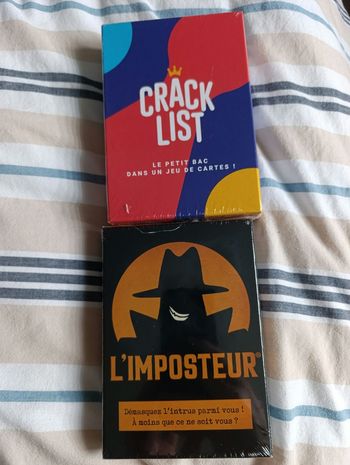 CRACK
LIST
LE PETIT BAC
DANS UN JEU DE CARTES !
L'IMPOSTEUR®
Démasquez l'intrus parmi vous !
À moins que ce ne soit vous ?